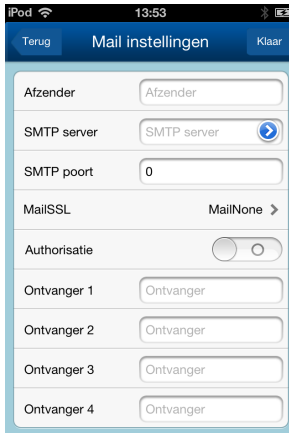 iPod 13:53
Terug Mail instellingen Klaar
Afzender Afzender
SMTP server SMTP server
SMTP poort 0
MailSSL MailNone
Authorisatie
Ontvanger 1 Ontvanger
Ontvanger 2 Ontvanger
Ontvanger 3 Ontvanger
Ontvanger 4 Ontvanger